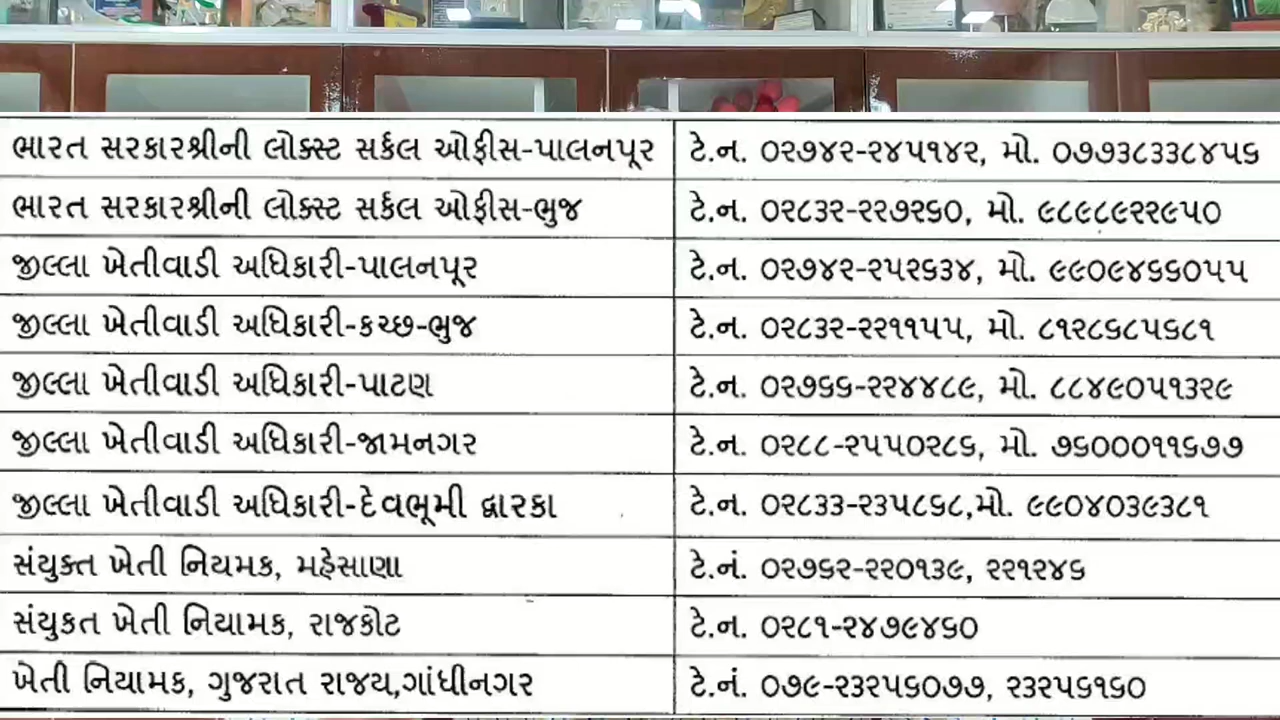 ભારત સરકારશ્રીની લોકસ્ટ સર્કલ ઓફીસ-પાલનપૂર ટે.ન. ૦૨૭૪૨-૨૪૫૧૪૨, મો. ૦૭૭૩૮૩૩૮૪૫૬
ભારત સરકારશ્રીની લોકસ્ટ સર્કલ ઓફીસ-ભુજ ટે.ન. ૦૨૮૩૨-૨૨૭૨૬૦, મો. ૯૮૯૮૯૨૨૯૫૦
જીલ્લા ખેતીવાડી અધિકારી-પાલનપૂર ટે.ન. ૦૨૭૪૨-૨૫૨૬૩૪, મો. ૯૯૦૯૪૬૬૦૫૫
જીલ્લા ખેતીવાડી અધિકારી-કચ્છ-ભુજ ટે.ન. ૦૨૮૩૨-૨૨૧૧૫૫, મો. ૮૧૨૮૬૮૫૬૮૧
જીલ્લા ખેતીવાડી અધિકારી-પાટણ ટે.ન. ૦૨૭૬૬-૨૨૪૪૮૯, મો. ૮૮૪૯૦૫૧૩૨૯
જીલ્લા ખેતીવાડી અધિકારી-જામનગર ટે.ન. ૦૨૮૮-૨૫૫૦૨૮૬, મો. ૭૬૦૦૦૧૧૬૭૭
જીલ્લા ખેતીવાડી અધિકારી-દેવભૂમી દ્વારકા ટે.ન. ૦૨૮૩૩-૨૩૫૮૬૮,મો. ૯૯૦૪૦૩૯૩૮૧
સંયુક્ત ખેતી નિયમક, મહેસાણા ટે.નં. ૦૨૭૬૨-૨૨૦૧૩૯, ૨૨૧૨૪૬
સંયુકત ખેતી નિયામક, રાજકોટ ટે.ન. ૦૨૮૧-૨૪૭૯૪૬૦
ખેતી નિયામક, ગુજરાત રાજય,ગાંધીનગર ટે.નં. ૦૭૯-૨૩૨૫૬૦૭૭, ૨૩૨૫૬૧૬૦